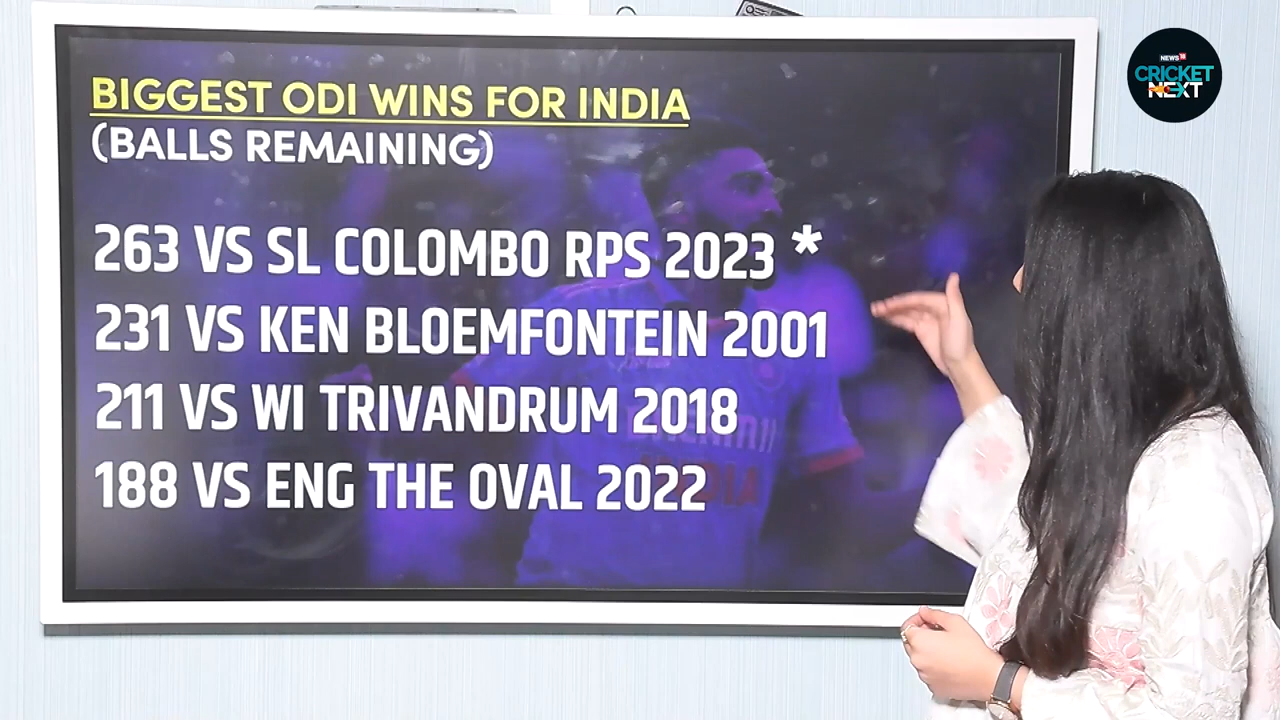 BIGGEST ODI WINS FOR INDIA
(BALLS REMAINING)
263 VS SL COLOMBO RPS 2023 *
231 VS KEN BLOEMFONTEIN 2001
211 VS WI TRIVANDRUM 2018
188 VS ENG THE OVAL 2022
NEWS18
CRICKET
NEXT
INDIA